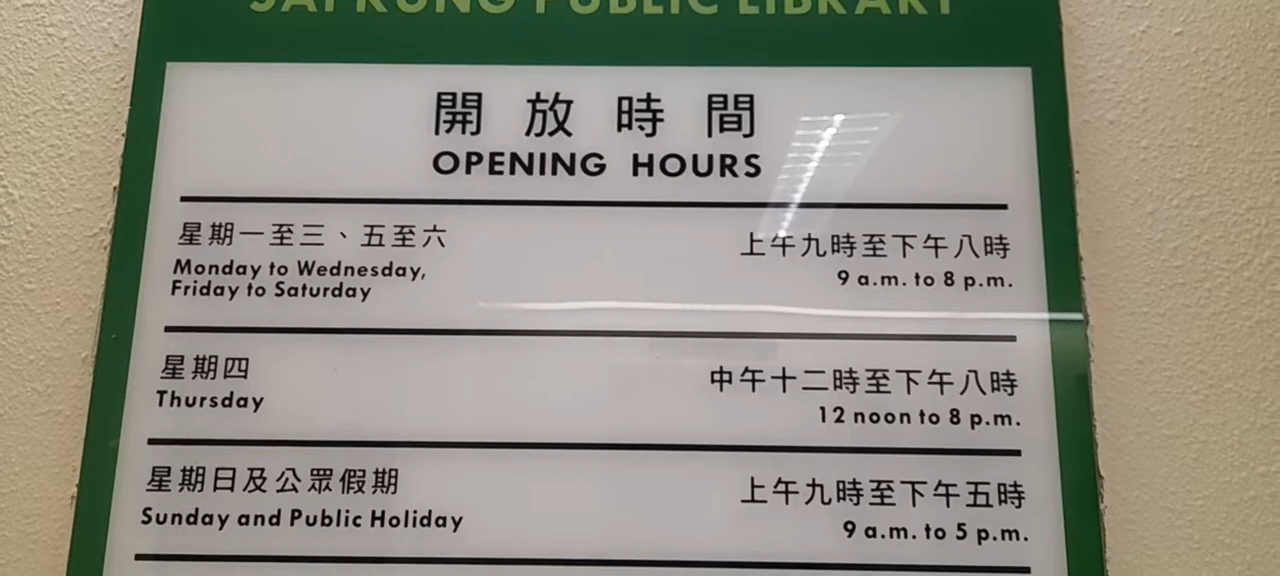 SAI KUNG PUBLIC LIBRARY
開放時間
OPENING HOURS
星期一至三、五至六
Monday to Wednesday,
Friday to Saturday
上午九時至下午八時
9 a.m. to 8 p.m.
星期四
Thursday
中午十二時至下午八時
12 noon to 8 p.m.
星期日及公眾假期
Sunday and Public Holiday
上午九時至下午五時
9 a.m. to 5 p.m.